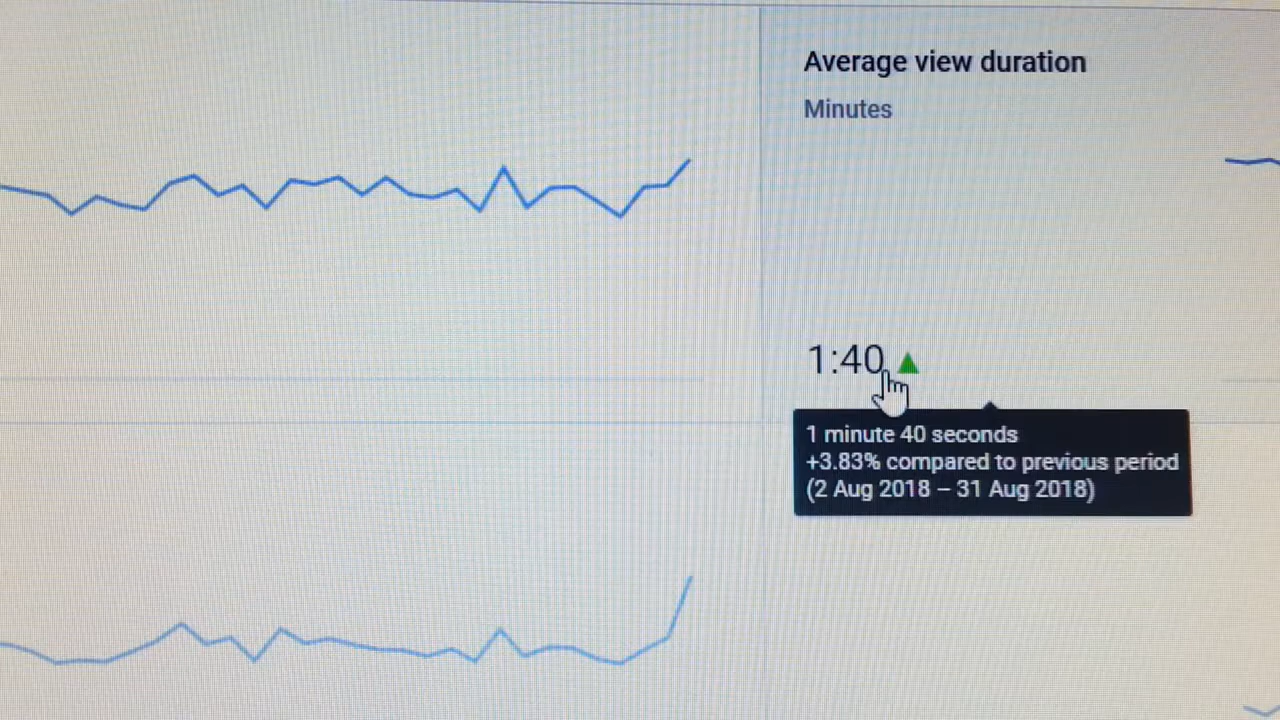 Average view duration
Minutes
1:40
1 minute 40 seconds
+3.83% compared to previous period
(2 Aug 2018 – 31 Aug 2018)